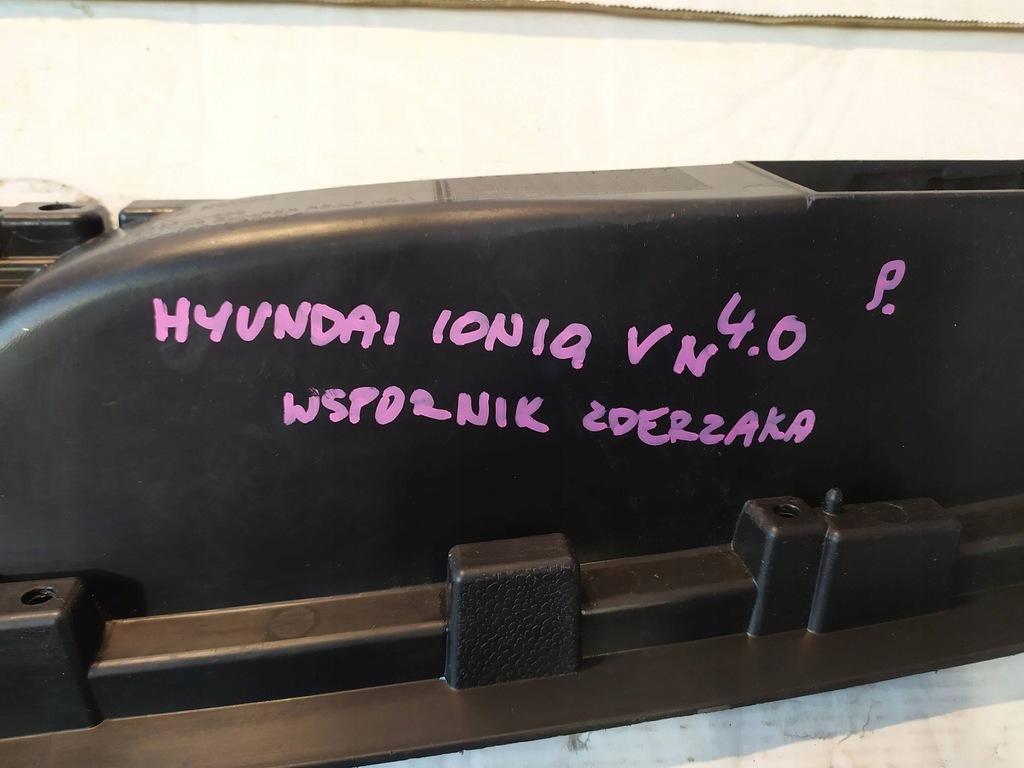 HYUNDAI IONIQ VN 4.0 P.
WSPORNIK ZDERZAKA